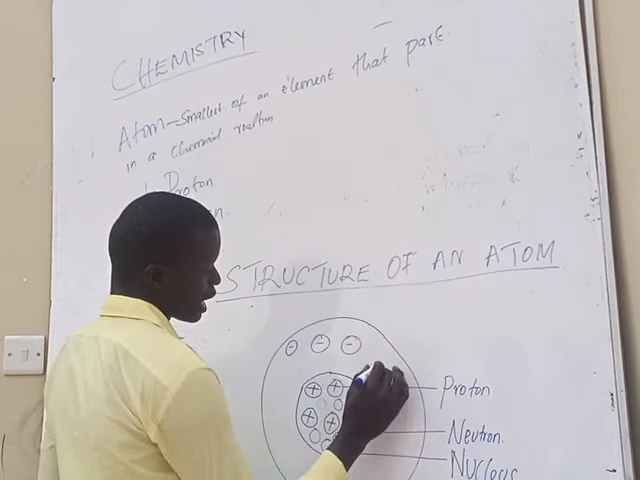 CHEMISTRY
Atom - Smallest of an element that part
in a chemical reaction
Proton
STRUCTURE OF AN ATOM
Proton
Neutron.
Nucleus